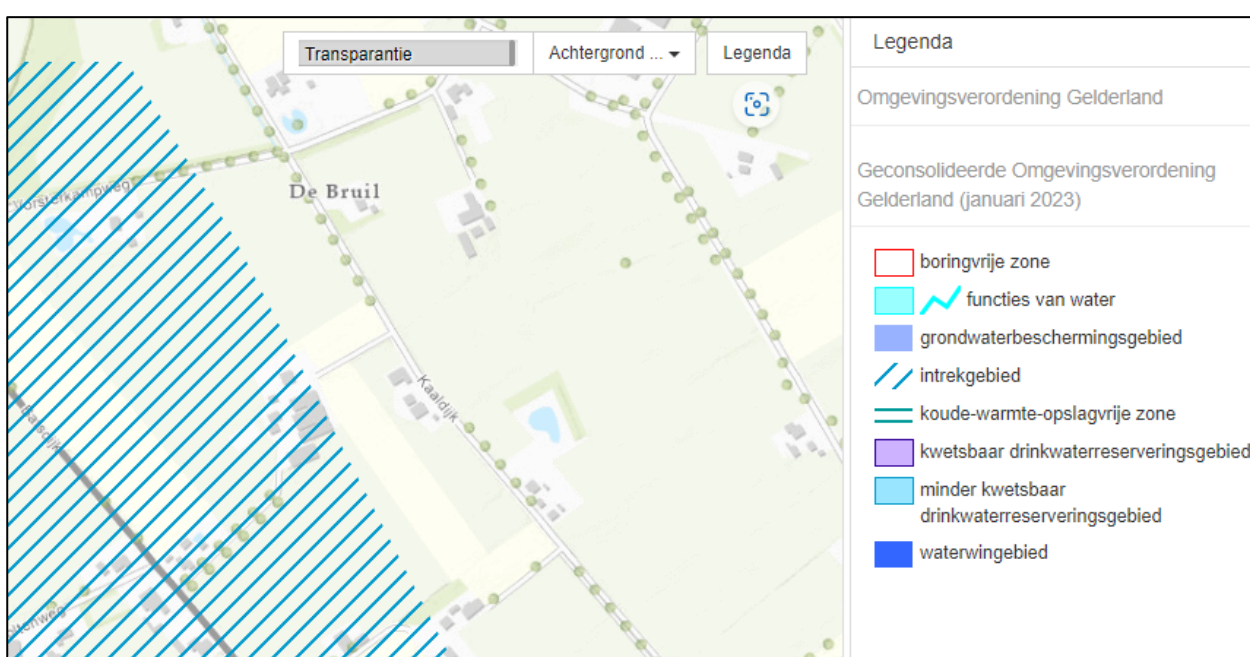 Transparantie
Achtergrond ...
Legenda
De Bruil
Vorsterkampweg
Kaaldijk
Legenda
Omgevingsverordening Gelderland
Geconsolideerde Omgevingsverordening
Gelderland (januari 2023)
boringvrije zone
functies van water
grondwaterbeschermingsgebied
intrekgebied
koude-warmte-opslagvrije zone
kwetsbaar drinkwaterreserveringsgebied
minder kwetsbaar
drinkwaterreserveringsgebied
waterwingebied